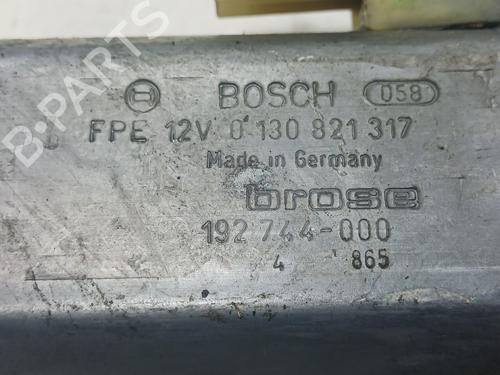 BOSCH 058
FPE 12V 0 130 821 317
Made in Germany
brose
192 744-000
4 865
B-PARTS